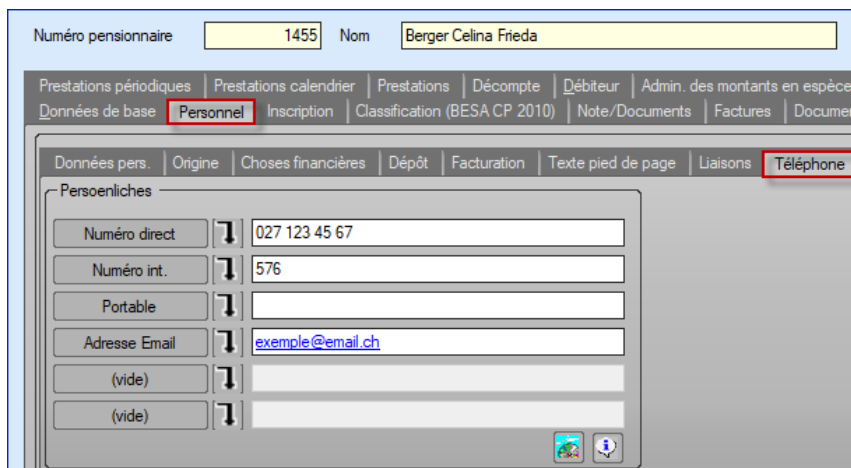 Numéro pensionnaire 1455 Nom Berger Celina Frieda
Prestations périodiques Prestations calendrier Prestations Décompte Débiteur Admin. des montants en espèce
Données de base Personnel Inscription Classification (BESA CP 2010) Note/Documents Factures Docume
Données pers. Origine Choses financières Dépôt Facturation Texte pied de page Liaisons Téléphone
Persoenliches
Numéro direct 027 123 45 67
Numéro int. 576
Portable
Adresse Email exemple@email.ch
(vide)
(vide)